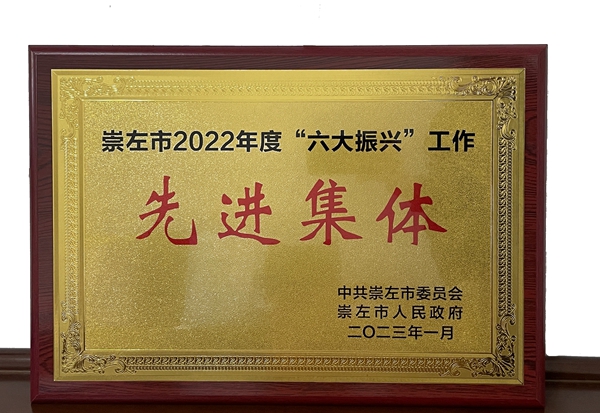 崇左市2022年度“六大振兴”工作
先进集体
中共崇左市委员会
崇左市人民政府
二〇二三年一月